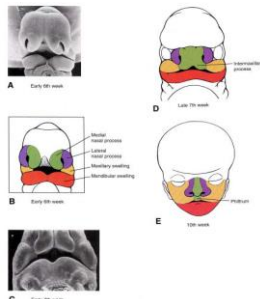 A
Early 6th week
Medial
nasal process
Lateral
nasal process
Maxillary swelling
Mandibular swelling
B
Early 6th week
C
Intermaxillary
process
D
Late 7th week
Philtrum
E
10th week